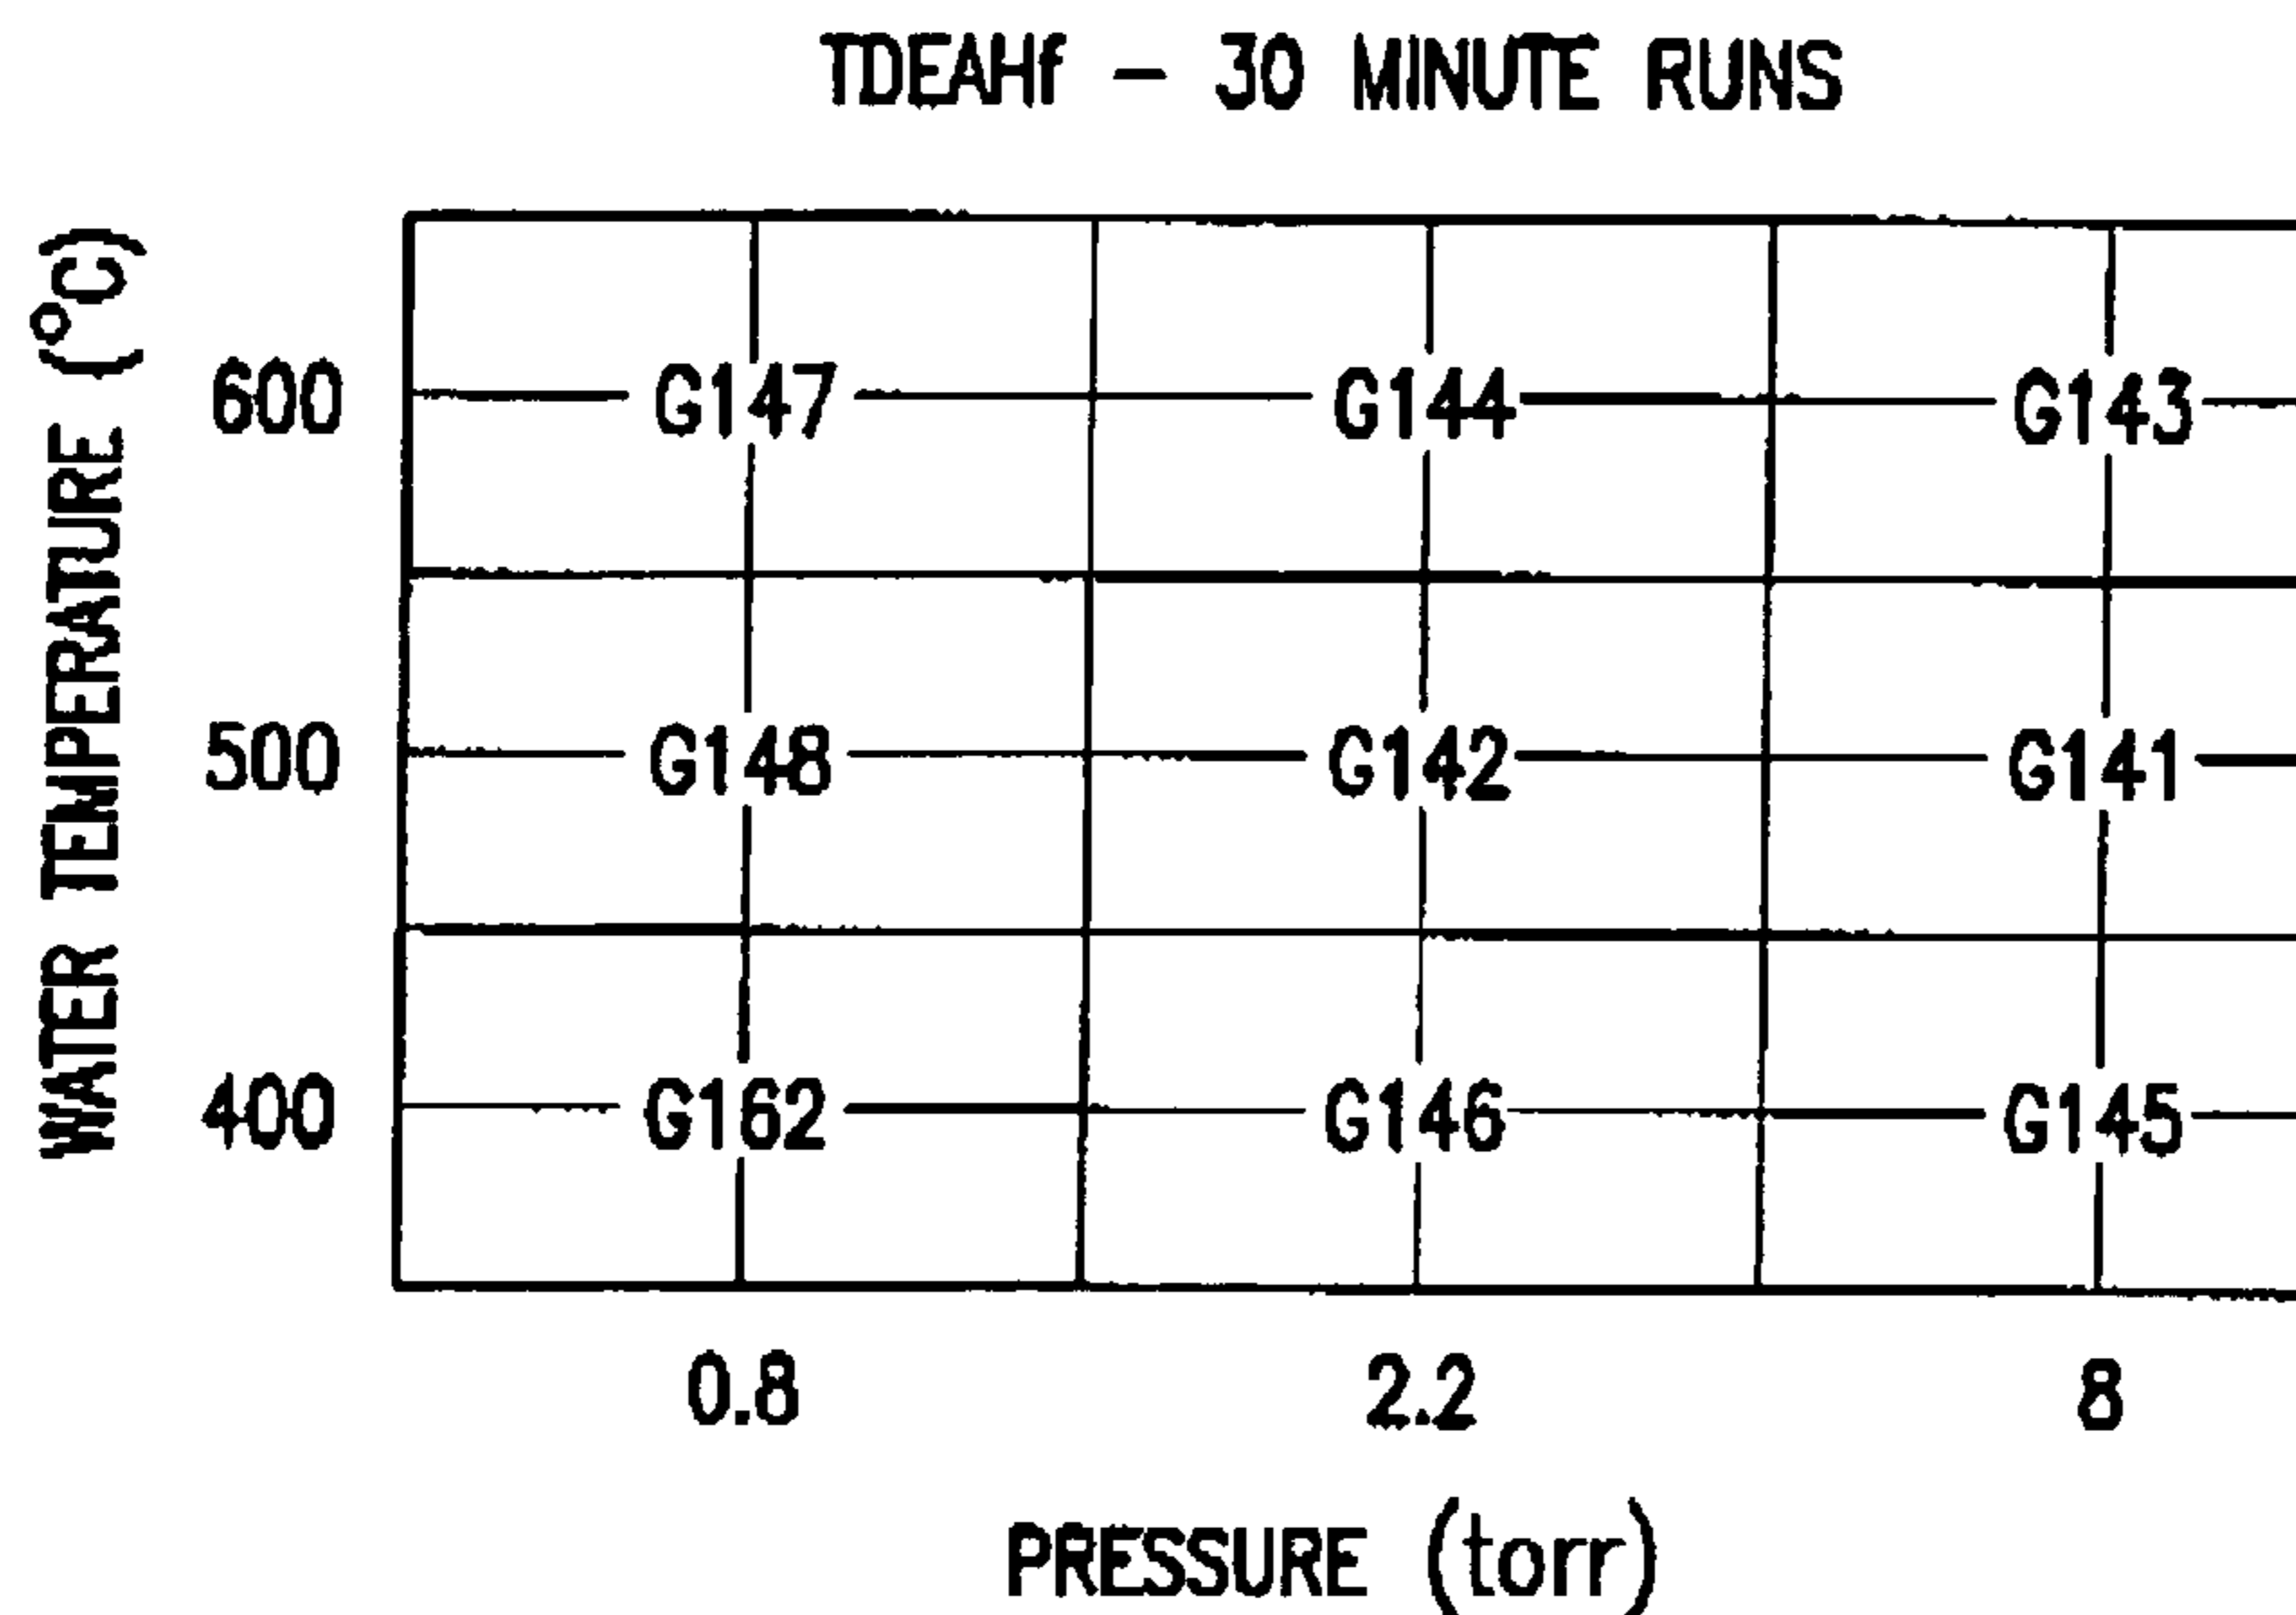 TDEAHf – 30 MINUTE RUNS
WATER TEMPERATURE (°C)
600 G147 G144 G143
500 G148 G142 G141
400 G162 G146 G145
0.8 2.2 8
PRESSURE (torr)